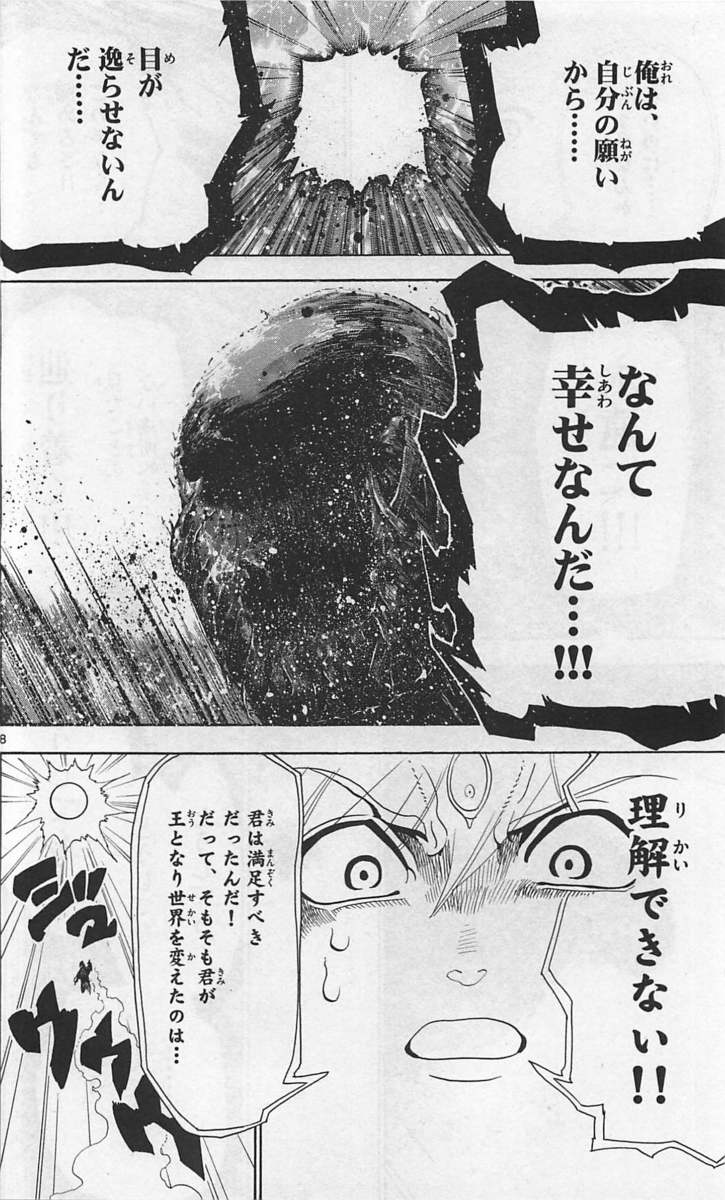 俺は、
自分の願い
から……
目が
逸らせないん
だ……
なんて
幸せなんだ…!!!
8
理解できない!!
君は満足すべき
だったんだ!
だって、そもそも君が
王となり世界を変えたのは…
ジュ
ウウウ